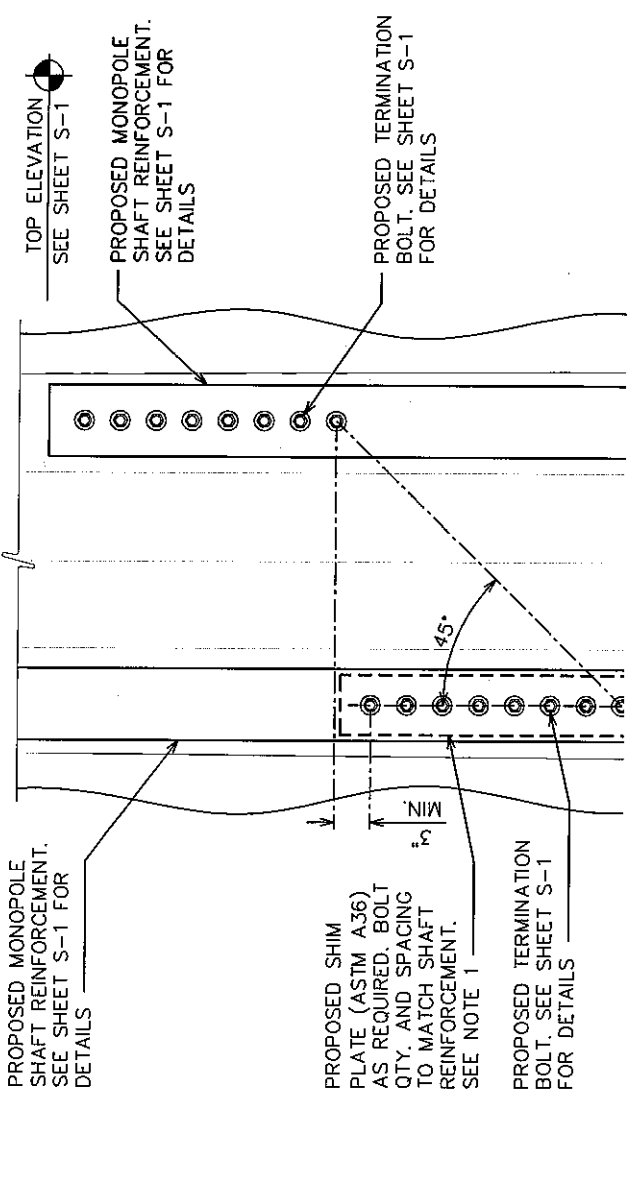 TOP ELEVATION
SEE SHEET S-1
PROPOSED MONOPOLE
SHAFT REINFORCEMENT.
SEE SHEET S-1 FOR
DETAILS
PROPOSED TERMINATION
BOLT. SEE SHEET S-1
FOR DETAILS
45°
3"
MIN.
PROPOSED MONOPOLE
SHAFT REINFORCEMENT.
SEE SHEET S-1 FOR
DETAILS
PROPOSED SHIM
PLATE (ASTM A36)
AS REQUIRED. BOLT
QTY. AND SPACING
TO MATCH SHAFT
REINFORCEMENT.
SEE NOTE 1
PROPOSED TERMINATION
BOLT. SEE SHEET S-1
FOR DETAILS